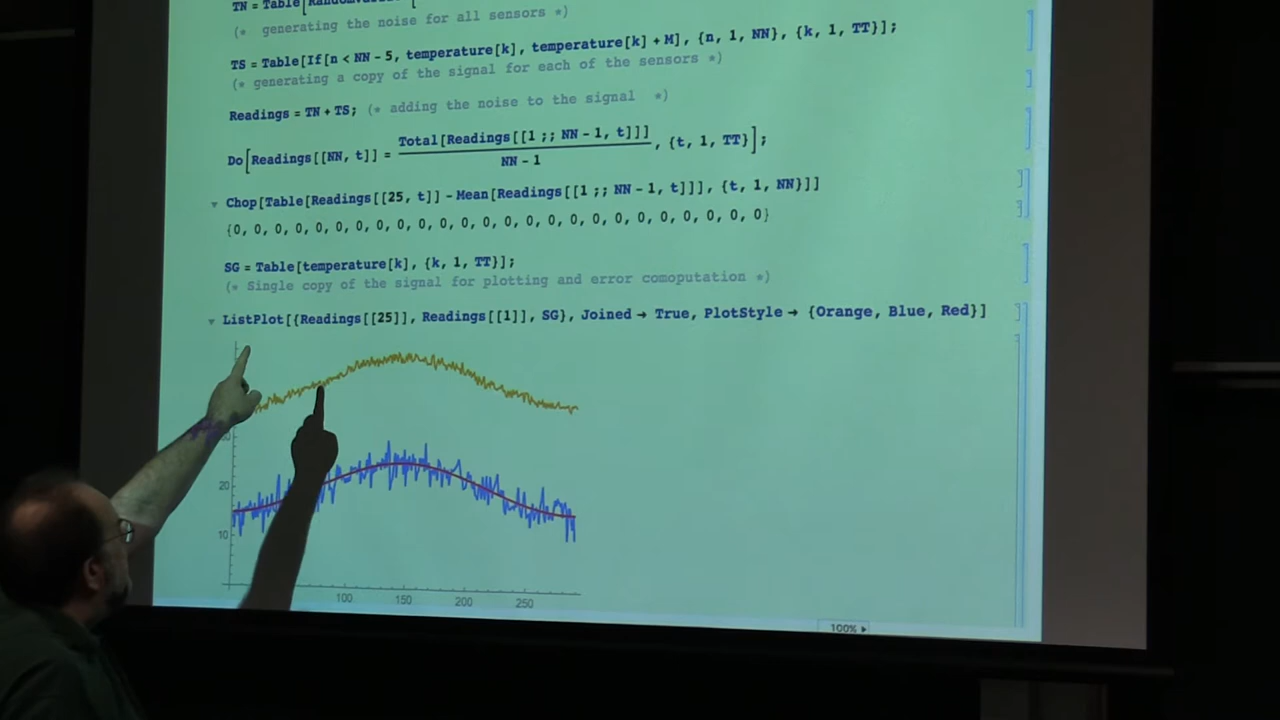 TN = Table[
(* generating the noise for all sensors *)
TS = Table[If[n < NN - 5, temperature[k], temperature[k] + M], {n, 1, NN}, {k, 1, TT}];
(* generating a copy of the signal for each of the sensors *)
Readings = TN + TS; (* adding the noise to the signal *)
Total[Readings[[1 ;; NN - 1, t]]]
Do[Readings[[NN, t]] = , {t, 1, TT}];
NN - 1
Chop[Table[Readings[[25, t]] - Mean[Readings[[1 ;; NN - 1, t]]], {t, 1, NN}]]
{0, 0, 0, 0, 0, 0, 0, 0, 0, 0, 0, 0, 0, 0, 0, 0, 0, 0, 0, 0, 0, 0, 0, 0, 0}
SG = Table[temperature[k], {k, 1, TT}];
(* Single copy of the signal for plotting and error comoputation *)
ListPlot[{Readings[[25]], Readings[[1]], SG}, Joined → True, PlotStyle → {Orange, Blue, Red}]
20
10
100 150 200 250
100%